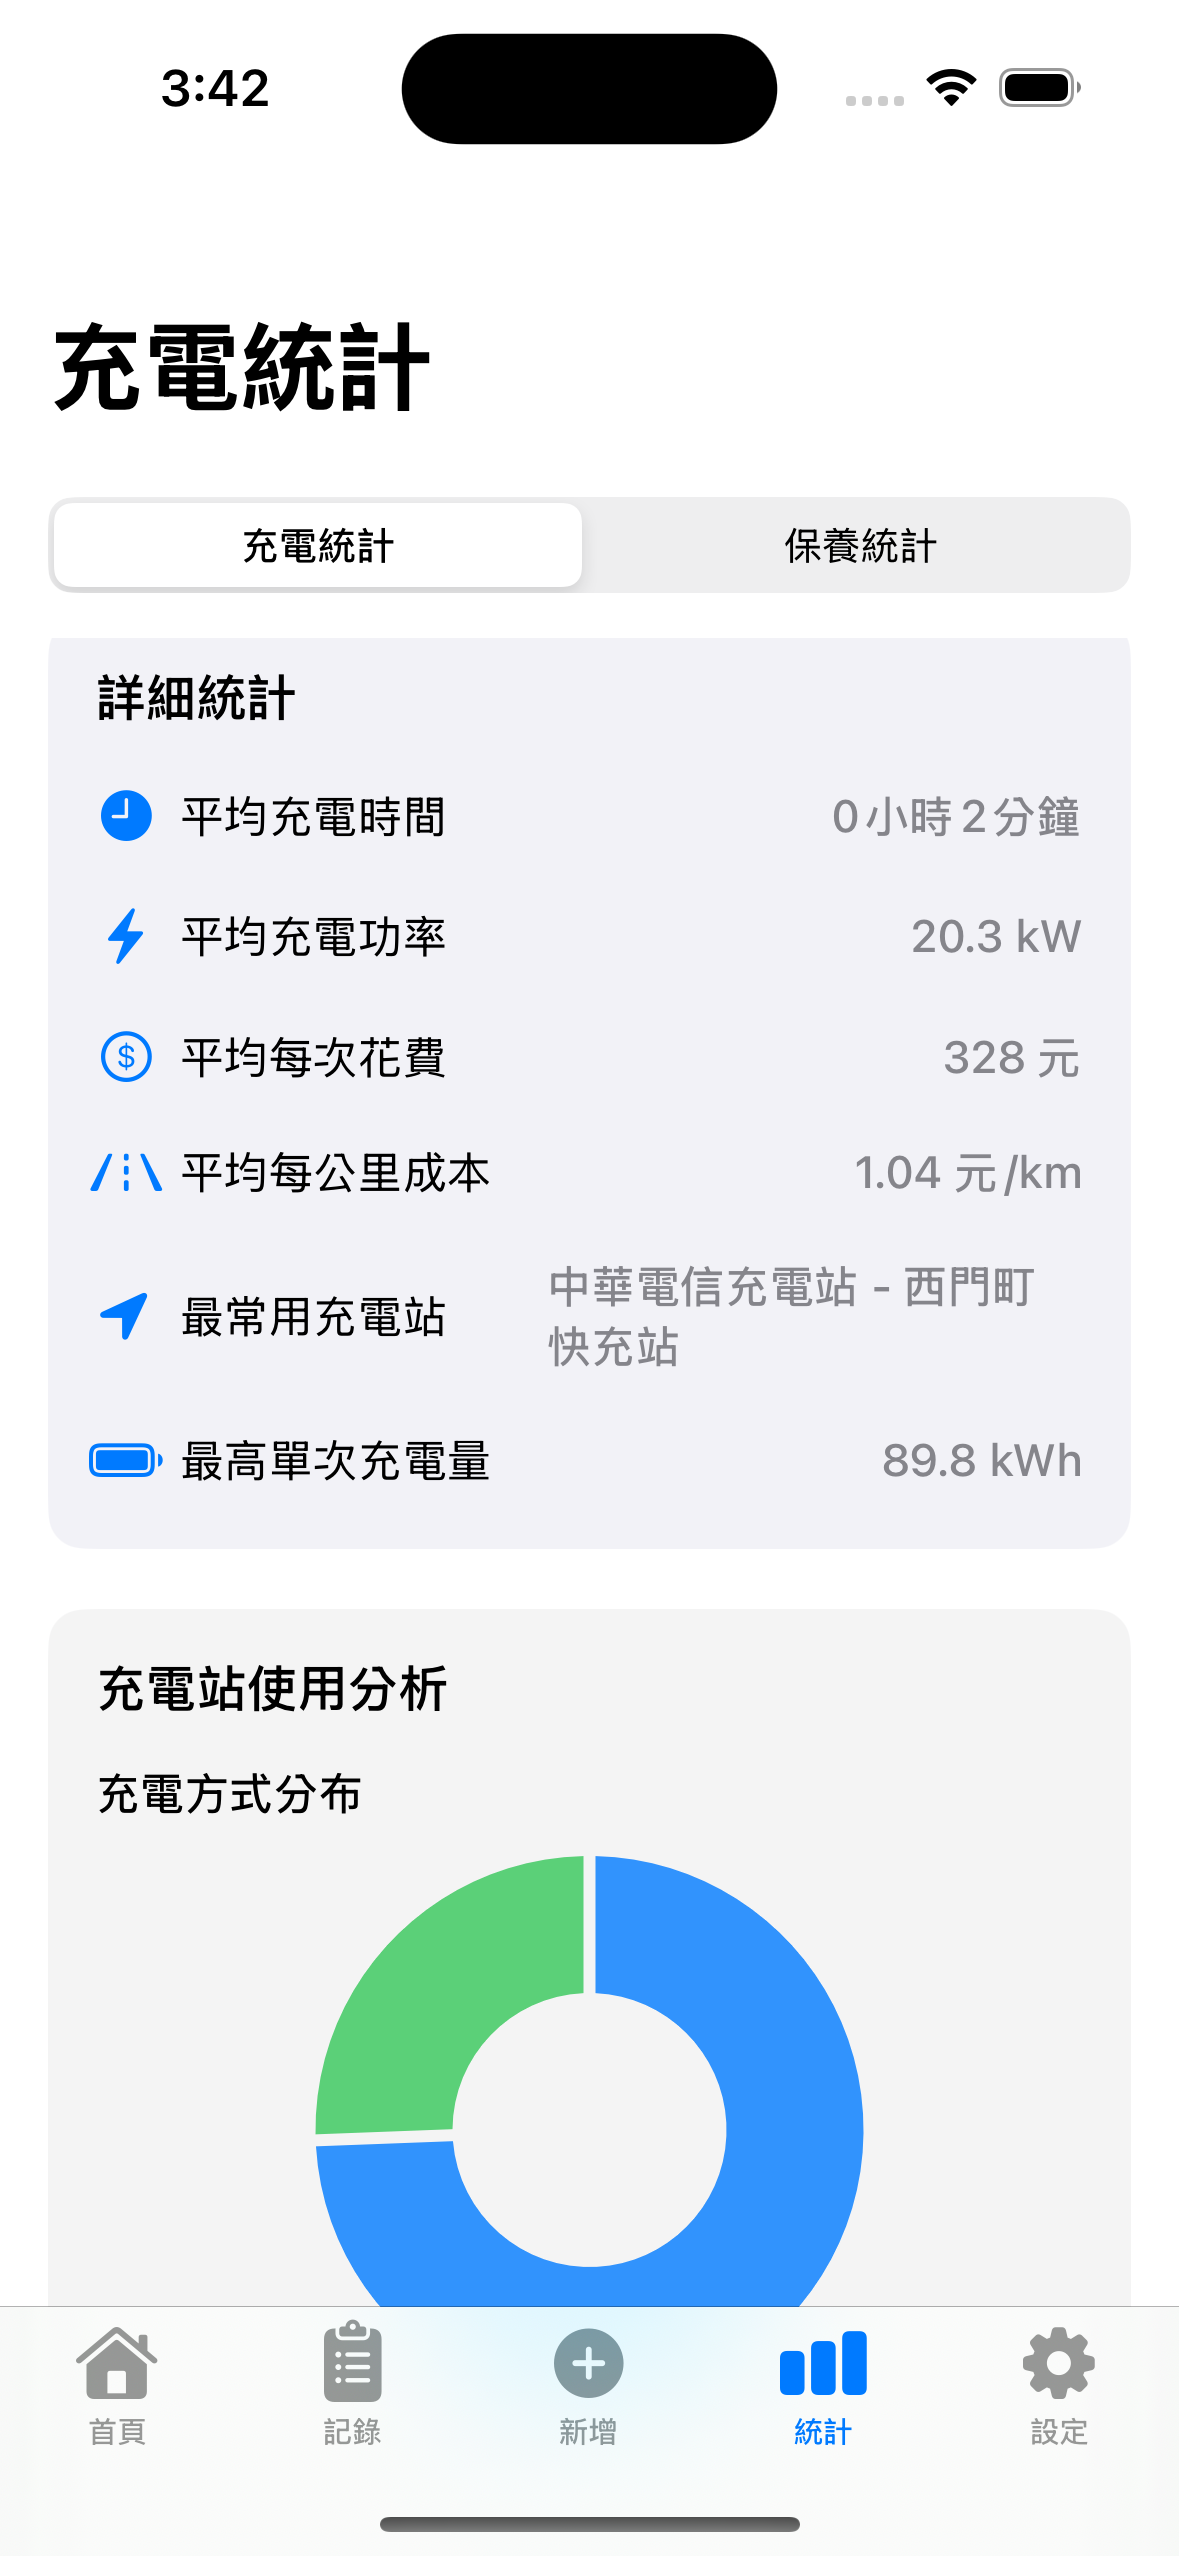 3:42
充電統計
充電統計
保養統計
詳細統計
平均充電時間
0小時2分鐘
平均充電功率
20.3 kW
平均每次花費
328 元
平均每公里成本
1.04 元/km
最常用充電站
中華電信充電站 - 西門町
快充站
最高單次充電量
89.8 kWh
充電站使用分析
充電方式分布
首頁
記錄
新增
統計
設定